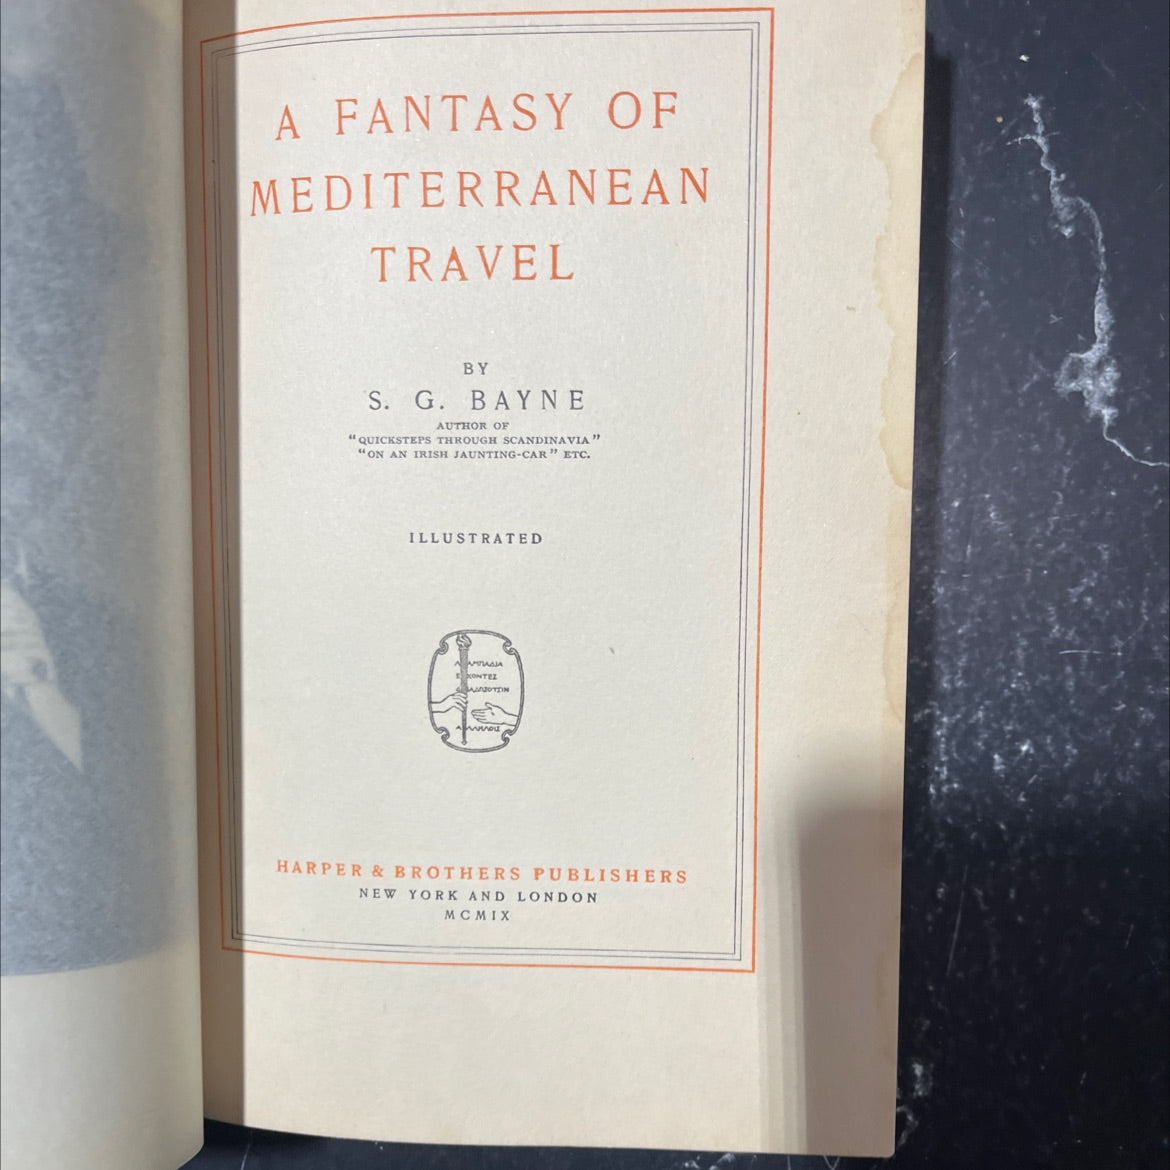 A FANTASY OF
MEDITERRANEAN
TRAVEL
BY
S. G. BAYNE
AUTHOR OF
"QUICKSTEPS THROUGH SCANDINAVIA"
"ON AN IRISH JAUNTING-CAR" ETC.
ILLUSTRATED
HARPER & BROTHERS PUBLISHERS
NEW YORK AND LONDON
MCMIX